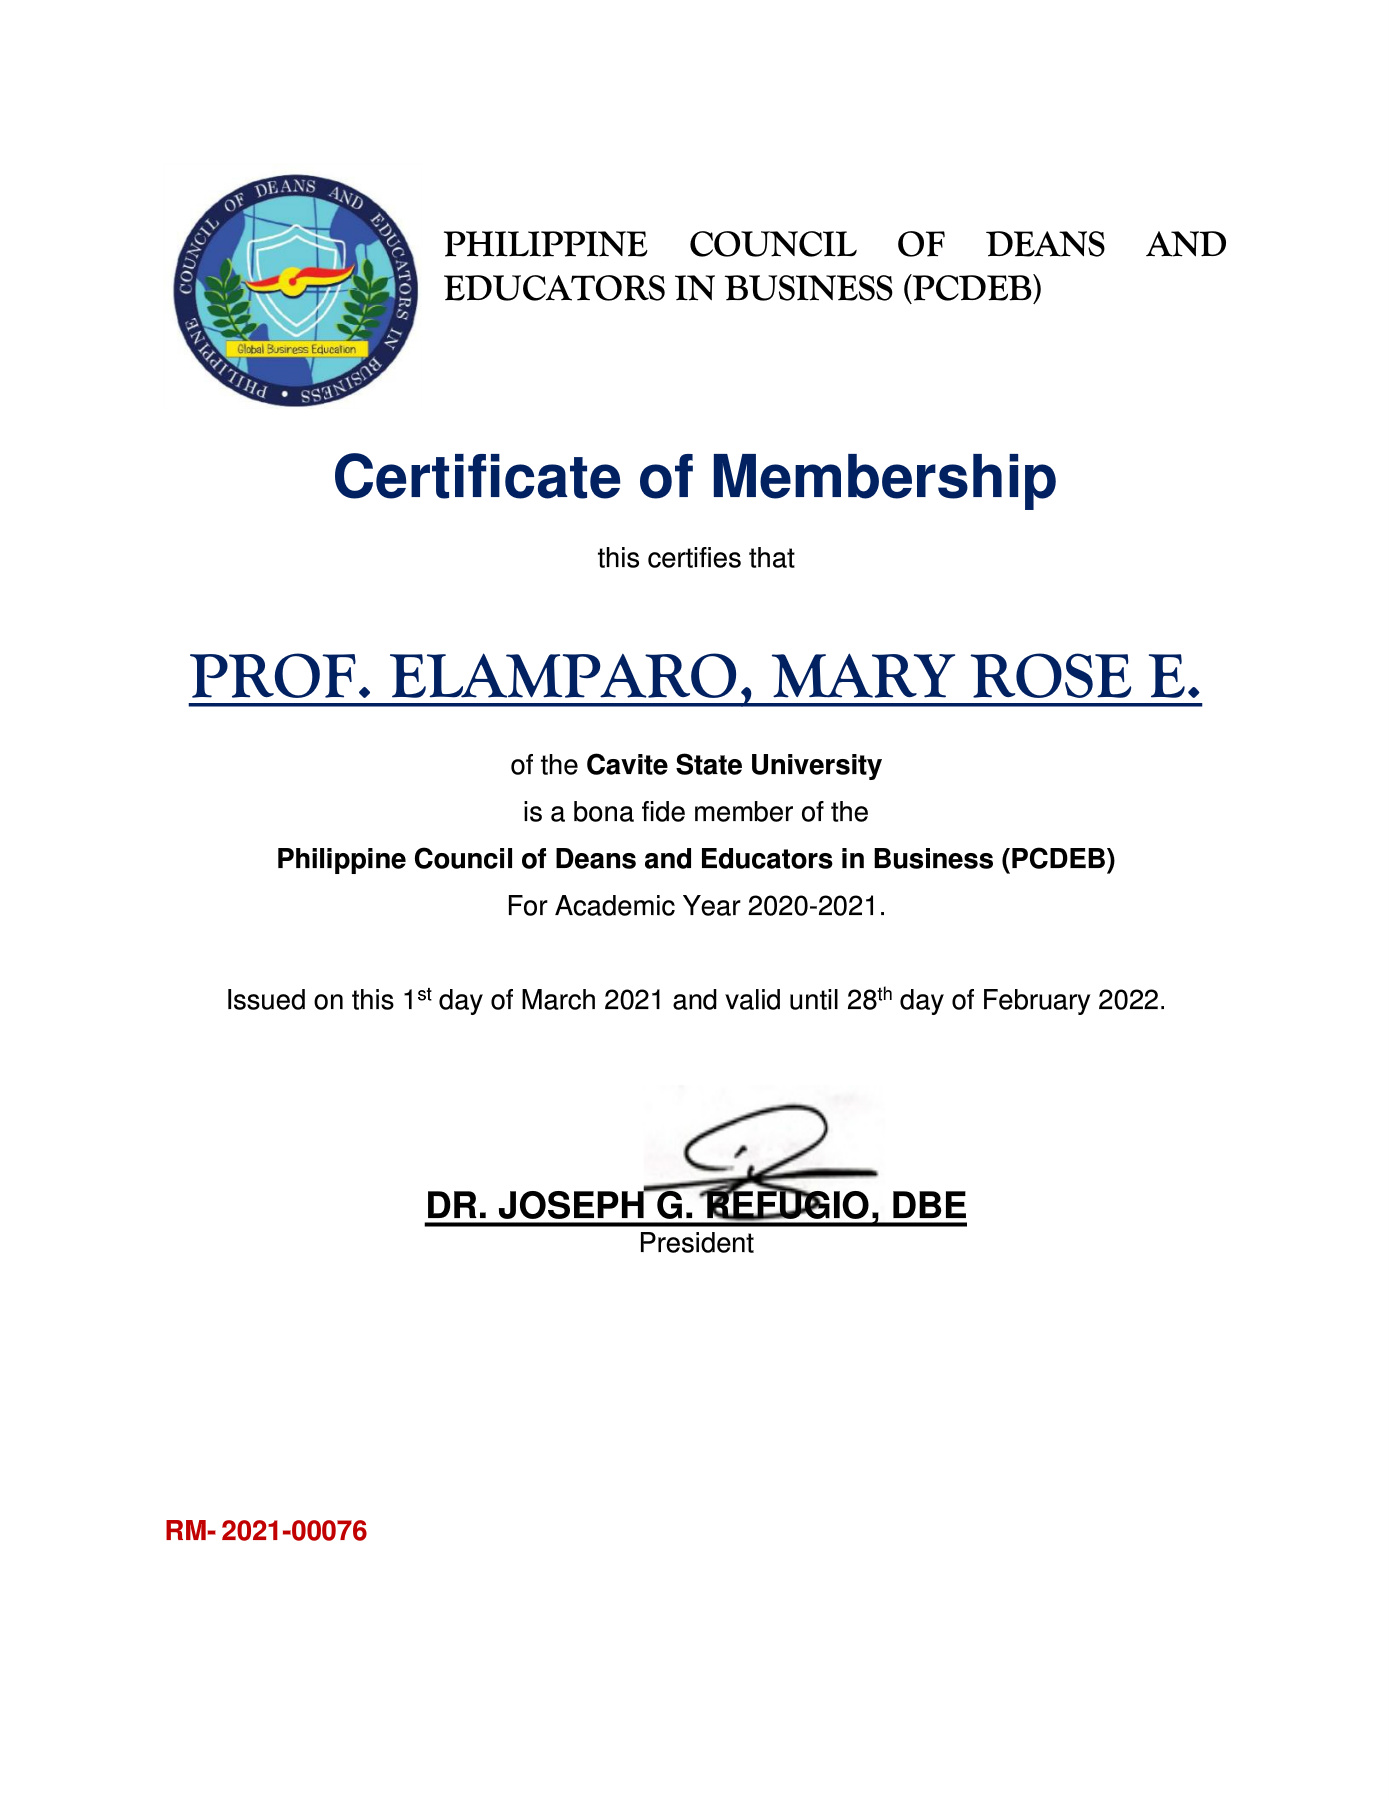 PHILIPPINE COUNCIL OF DEANS AND EDUCATORS IN BUSINESS •
Global Business Education
PHILIPPINE COUNCIL OF DEANS AND
EDUCATORS IN BUSINESS (PCDEB)
Certificate of Membership
this certifies that
PROF. ELAMPARO, MARY ROSE E.
of the Cavite State University
is a bona fide member of the
Philippine Council of Deans and Educators in Business (PCDEB)
For Academic Year 2020-2021.
Issued on this 1st day of March 2021 and valid until 28th day of February 2022.
DR. JOSEPH G. REFUGIO, DBE
President
RM- 2021-00076